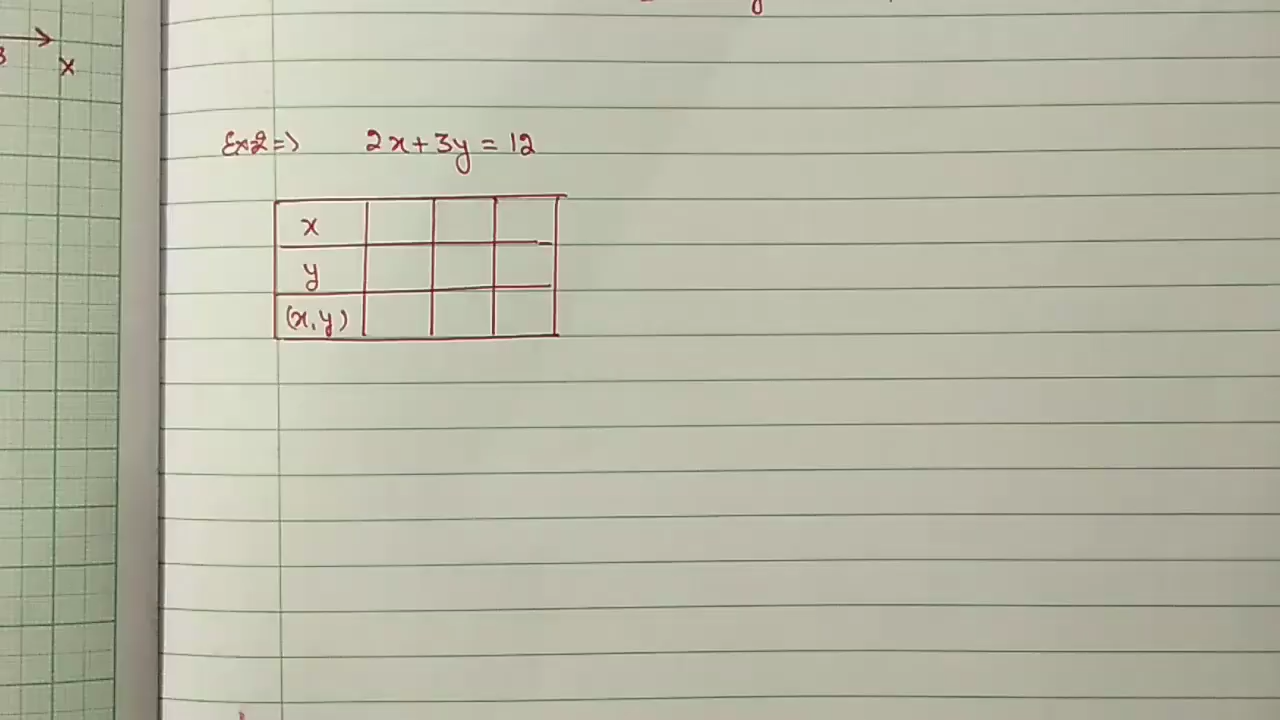 x
Ex2 => 2x+3y = 12
x
y
(x,y)